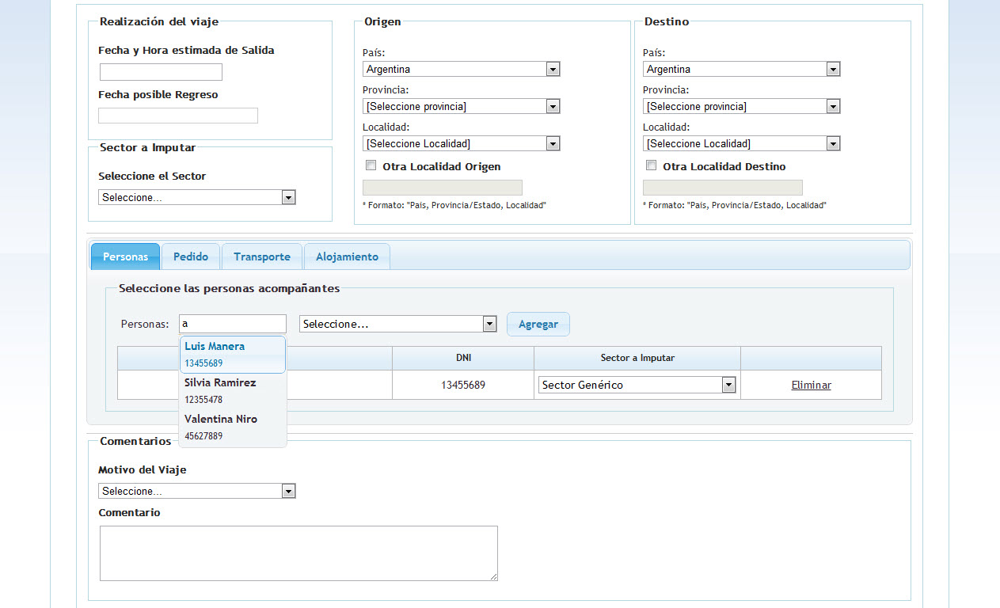 Realización del viaje
Fecha y Hora estimada de Salida
Fecha posible Regreso
Sector a Imputar
Seleccione el Sector
Seleccione...
Origen
País:
Argentina
Provincia:
[Seleccione provincia]
Localidad:
[Seleccione Localidad]
Otra Localidad Origen
* Formato: "Pais, Provincia/Estado, Localidad"
Destino
País:
Argentina
Provincia:
[Seleccione provincia]
Localidad:
[Seleccione Localidad]
Otra Localidad Destino
* Formato: "Pais, Provincia/Estado, Localidad"
Personas Pedido Transporte Alojamiento
Seleccione las personas acompañantes
Personas: a Seleccione... Agregar
Luis Manera
13455689
Silvia Ramirez
12355478
Valentina Niro
45627889
DNI Sector a Imputar
13455689 Sector Genérico Eliminar
Comentarios
Motivo del Viaje
Seleccione...
Comentario